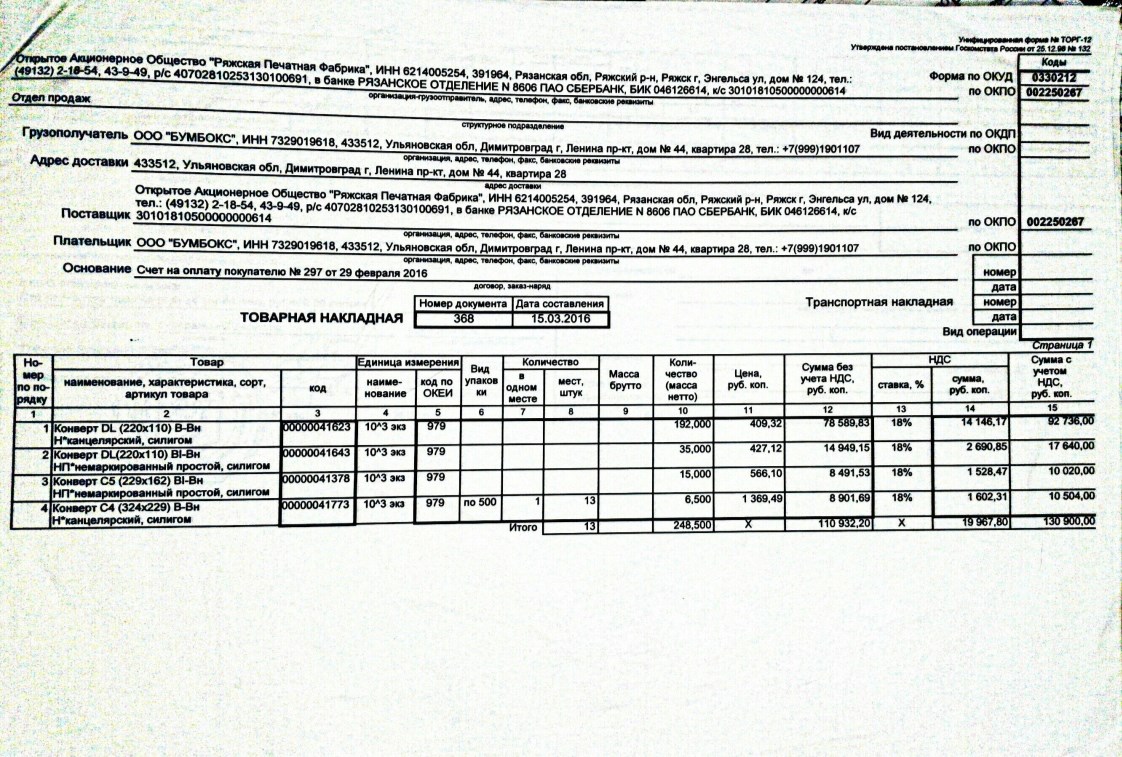 Унифицированная форма № ТОРГ-12
Утверждена постановлением Госкомстата России от 25.12.98 № 132
Коды
Открытое Акционерное Общество "Ряжская Печатная Фабрика", ИНН 6214005254, 391964, Рязанская обл, Ряжский р-н, Ряжск г, Энгельса ул, дом № 124, тел.:
(49132) 2-18-54, 43-9-49, р/с 40702810253130100691, в банке РЯЗАНСКОЕ ОТДЕЛЕНИЕ N 8606 ПАО СБЕРБАНК, БИК 046126614, к/с 30101810500000000614
Форма по ОКУД 0330212
по ОКПО 002250267
организация-грузоотправитель, адрес, телефон, факс, банковские реквизиты
Отдел продаж
структурное подразделение
Вид деятельности по ОКДП
Грузополучатель ООО "БУМБОКС", ИНН 7329019618, 433512, Ульяновская обл, Димитровград г, Ленина пр-кт, дом № 44, квартира 28, тел.: +7(999)1901107 по ОКПО
организация, адрес, телефон, факс, банковские реквизиты
Адрес доставки 433512, Ульяновская обл, Димитровград г, Ленина пр-кт, дом № 44, квартира 28
адрес доставки
Открытое Акционерное Общество "Ряжская Печатная Фабрика", ИНН 6214005254, 391964, Рязанская обл, Ряжский р-н, Ряжск г, Энгельса ул, дом № 124,
тел.: (49132) 2-18-54, 43-9-49, р/с 40702810253130100691, в банке РЯЗАНСКОЕ ОТДЕЛЕНИЕ N 8606 ПАО СБЕРБАНК, БИК 046126614, к/с
Поставщик 30101810500000000614 по ОКПО 002250267
организация, адрес, телефон, факс, банковские реквизиты
Плательщик ООО "БУМБОКС", ИНН 7329019618, 433512, Ульяновская обл, Димитровград г, Ленина пр-кт, дом № 44, квартира 28, тел.: +7(999)1901107 по ОКПО
организация, адрес, телефон, факс, банковские реквизиты
Основание Счет на оплату покупателю № 297 от 29 февраля 2016 номер
договор, заказ-наряд дата
Номер документа Дата составления Транспортная накладная номер
ТОВАРНАЯ НАКЛАДНАЯ 368 15.03.2016 дата
Вид операции
Страница 1
Но-мер по по-рядку Товар Единица измерения Вид упаков ки Количество Масса брутто Коли-чество (масса нетто) Цена, руб. коп. Сумма без учета НДС, руб. коп. НДС Сумма с учетом НДС, руб. коп.
наименование, характеристика, сорт, артикул товара код наиме-нование код по ОКЕИ в одном месте мест, штук ставка, % сумма, руб. коп.
1 2 3 4 5 6 7 8 9 10 11 12 13 14 15
1 Конверт DL (220x110) В-Вн 00000041623 10^3 экз 979 192,000 409,32 78 589,83 18% 14 146,17 92 736,00
Н*канцелярский, силигом
2 Конверт DL(220x110) BI-Вн 00000041643 10^3 экз 979 35,000 427,12 14 949,15 18% 2 690,85 17 640,00
НП*немаркированный простой, силигом
3 Конверт С5 (229x162) BI-Вн 00000041378 10^3 экз 979 15,000 566,10 8 491,53 18% 1 528,47 10 020,00
НП*немаркированный простой, силигом
4 Конверт С4 (324x229) В-Вн 00000041773 10^3 экз 979 по 500 1 13 6,500 1 369,49 8 901,69 18% 1 602,31 10 504,00
Н*канцелярский, силигом
Итого 13 248,500 Х 110 932,20 Х 19 967,80 130 900,00